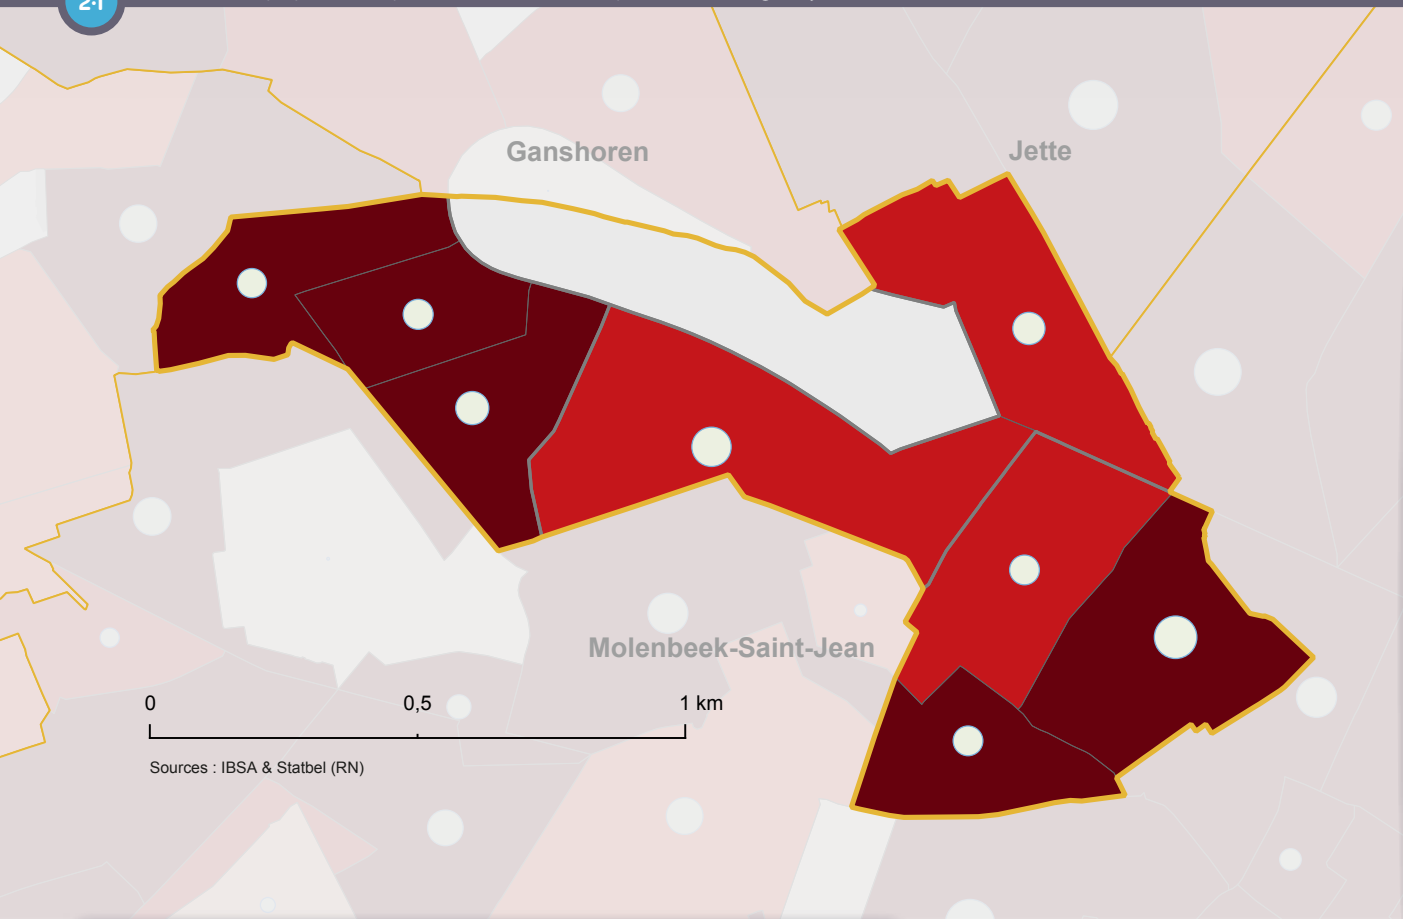 2.1
Ganshoren
Jette
Molenbeek-Saint-Jean
0 0,5 1 km
Sources : IBSA & Statbel (RN)